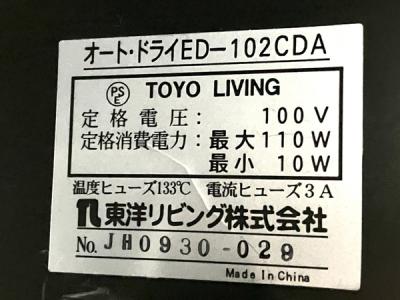 オート・ドライED-102CDA
PSE TOYO LIVING
定格電圧: 100V
定格消費電力: 最大110W
最小 10W
温度ヒューズ133℃ 電流ヒューズ3A
東洋リビング株式会社
No. JH0930-029
Made In China